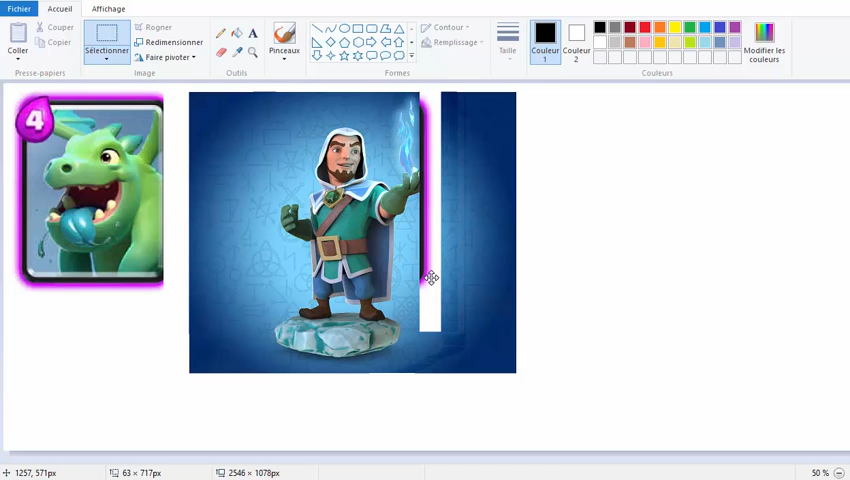 Fichier
Accueil
Affichage
Coller
Couper
Copier
Presse-papiers
Sélectionner
Rogner
Redimensionner
Faire pivoter
Image
A
Outils
Pinceaux
Contour
Remplissage
Formes
Taille
Couleur
1
Couleur
2
Modifier les
couleurs
Couleurs
4
1257, 571px
63 × 717px
2546 × 1078px
50 %